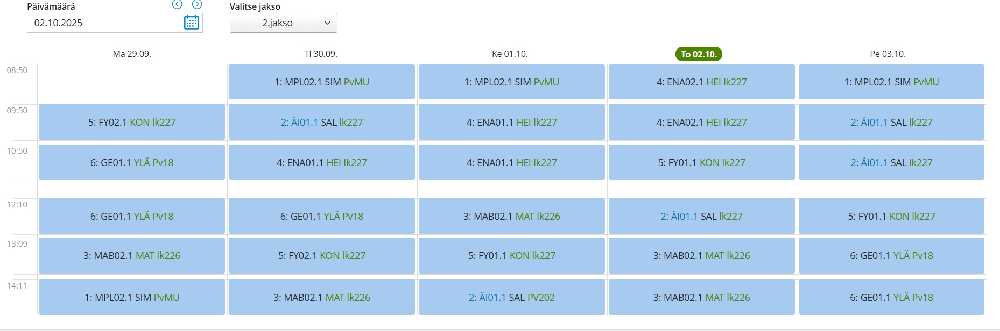 Päivämäärä
Valitse jakso
02.10.2025
2.jakso
Ma 29.09.
Ti 30.09.
Ke 01.10.
To 02.10.
Pe 03.10.
08:50
1: MPL02.1 SIM PvMU
1: MPL02.1 SIM PvMU
4: ENA02.1 HEI lk227
1: MPL02.1 SIM PvMU
09:50
5: FY02.1 KON lk227
2: ÄI01.1 SAL lk227
4: ENA01.1 HEI lk227
4: ENA02.1 HEI lk227
2: ÄI01.1 SAL lk227
10:50
6: GE01.1 YLÄ Pv18
4: ENA01.1 HEI lk227
4: ENA01.1 HEI lk227
5: FY01.1 KON lk227
2: ÄI01.1 SAL lk227
12:10
6: GE01.1 YLÄ Pv18
6: GE01.1 YLÄ Pv18
3: MAB02.1 MAT lk226
2: ÄI01.1 SAL lk227
5: FY01.1 KON lk227
13:09
3: MAB02.1 MAT lk226
5: FY02.1 KON lk227
5: FY01.1 KON lk227
3: MAB02.1 MAT lk226
6: GE01.1 YLÄ Pv18
14:11
1: MPL02.1 SIM PvMU
3: MAB02.1 MAT lk226
2: ÄI01.1 SAL PV202
3: MAB02.1 MAT lk226
6: GE01.1 YLÄ Pv18